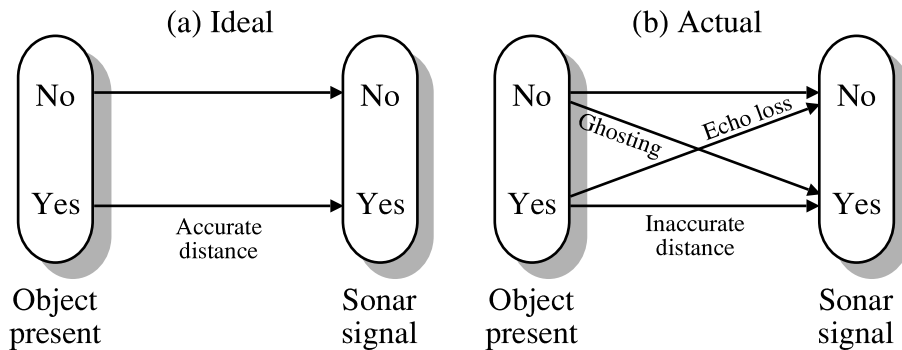 (a) Ideal
No
No
Yes
Yes
Accurate
distance
Object
present
Sonar
signal
(b) Actual
No
No
Ghosting
Echo loss
Yes
Yes
Inaccurate
distance
Object
present
Sonar
signal